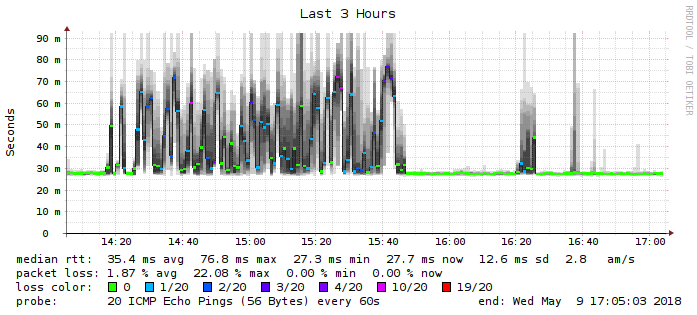 Last 3 Hours
RRDTOOL / TOBI OETIKER
Seconds
90 m
80 m
70 m
60 m
50 m
40 m
30 m
20 m
10 m
0
14:20 14:40 15:00 15:20 15:40 16:00 16:20 16:40 17:00
median rtt: 35.4 ms avg 76.8 ms max 27.3 ms min 27.7 ms now 12.6 ms sd 2.8 am/s
packet loss: 1.87 % avg 22.08 % max 0.00 % min 0.00 % now
loss color: 0 1/20 2/20 3/20 4/20 10/20 19/20
probe: 20 ICMP Echo Pings (56 Bytes) every 60s end: Wed May 9 17:05:03 2018